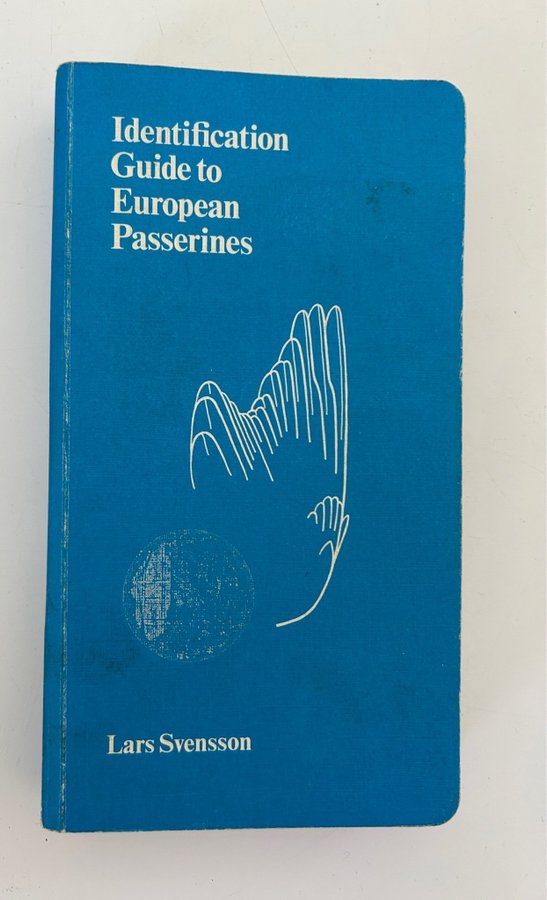 Identification
Guide to
European
Passerines
Lars Svensson